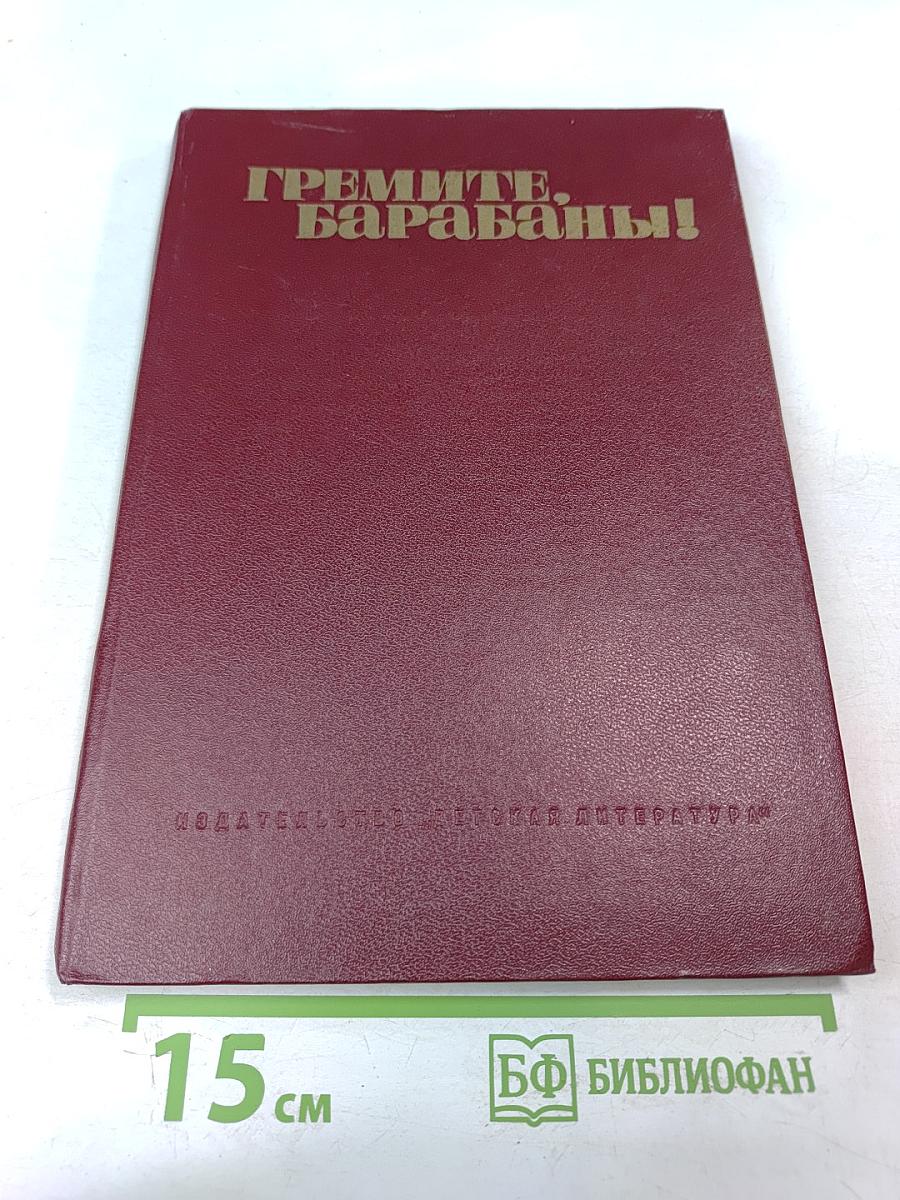 ГРЕМИТЕ,
БАРАБАНЫ!
ИЗДАТЕЛЬСТВО „ДЕТСКАЯ ЛИТЕРАТУРА“
15 см
БФ БИБЛИОФАН